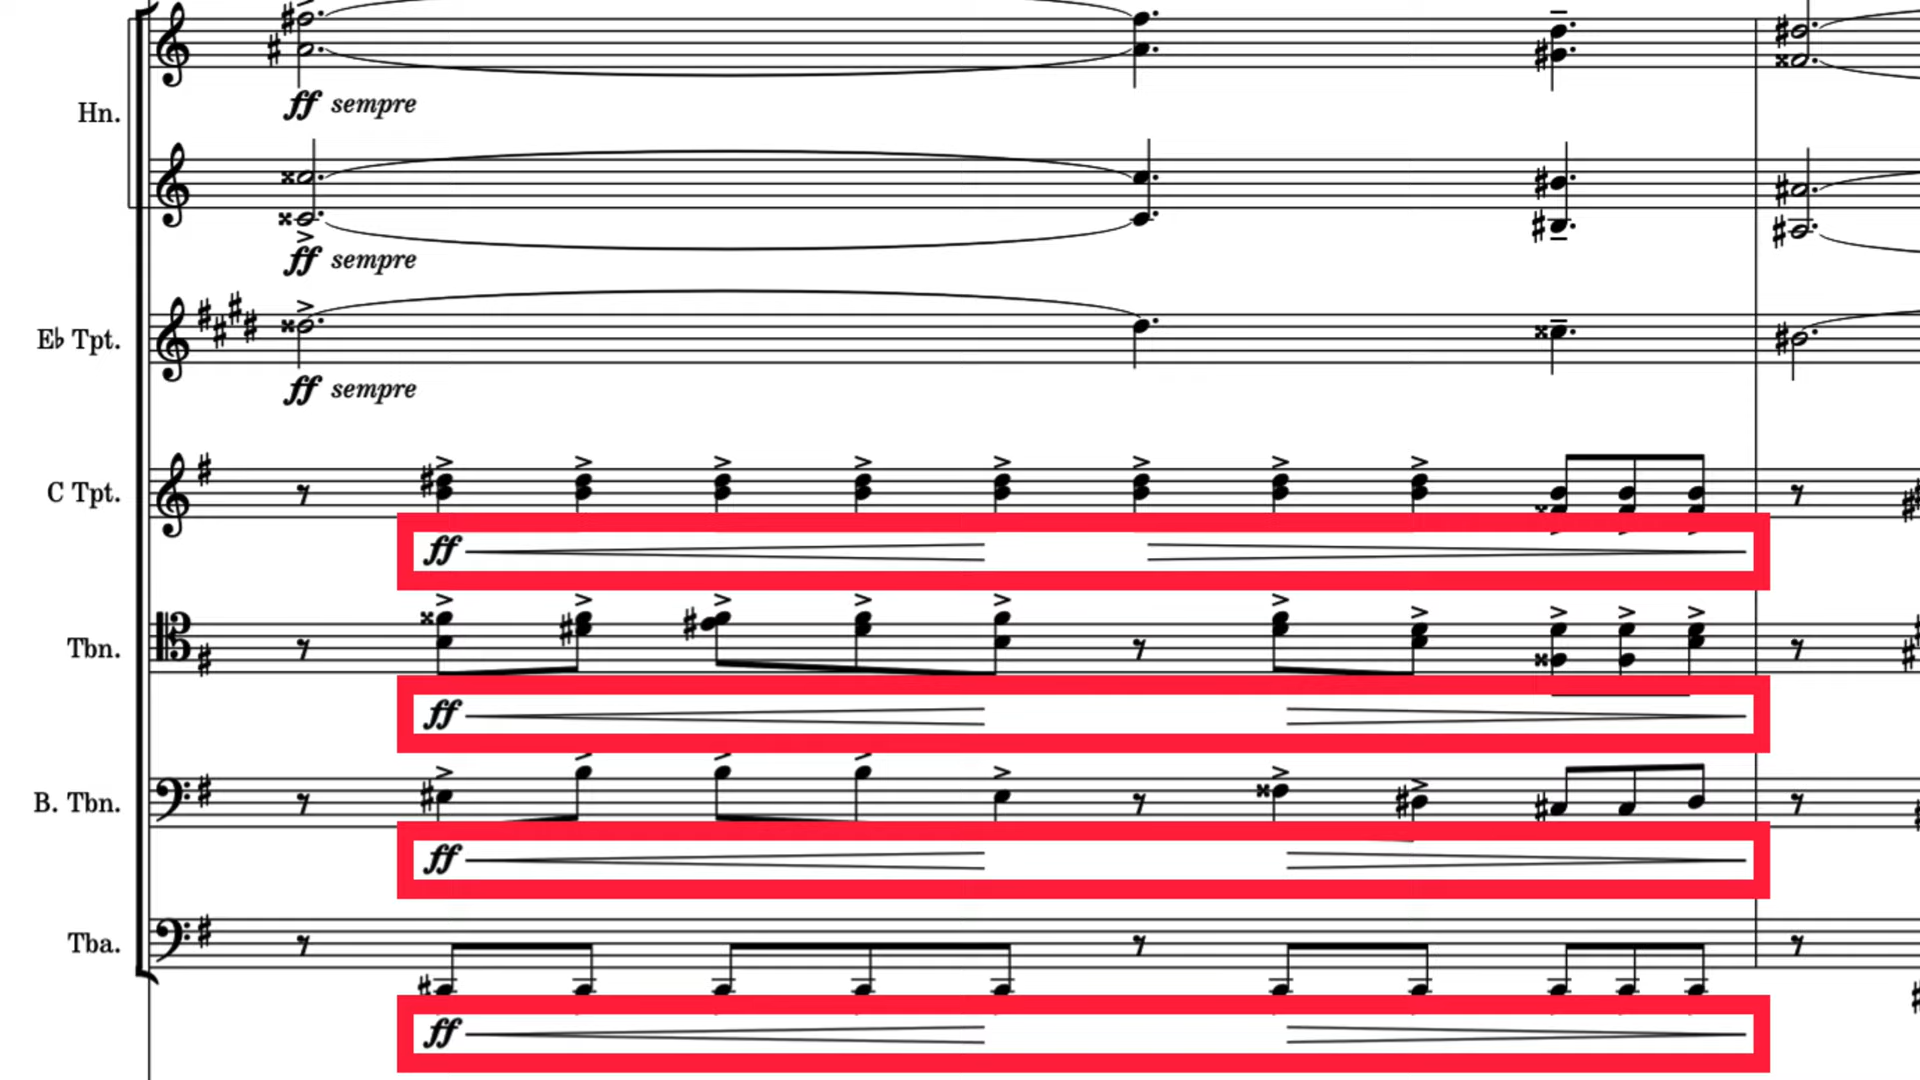 Hn.
ff sempre
ff sempre
E♭ Tpt.
ff sempre
C Tpt.
ff
Tbn.
ff
B. Tbn.
ff
Tba.
ff